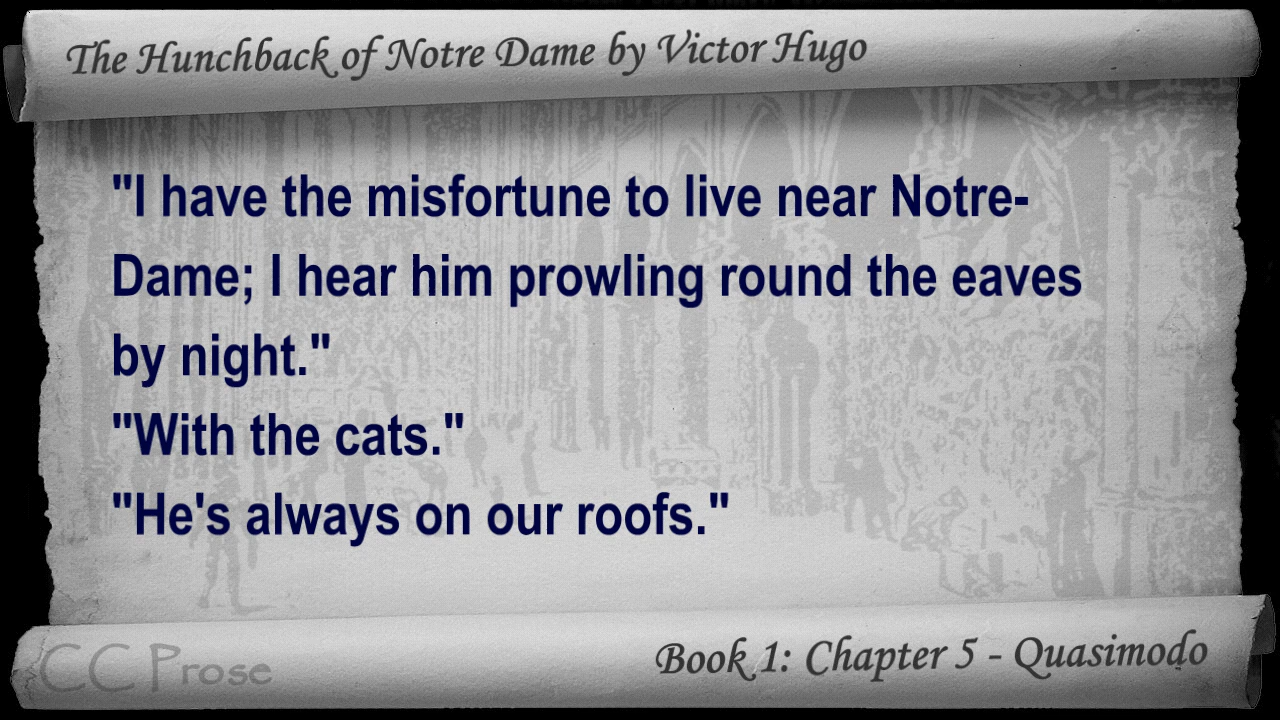 The Hunchback of Notre Dame by Victor Hugo
"I have the misfortune to live near Notre-
Dame; I hear him prowling round the eaves
by night."
"With the cats."
"He's always on our roofs."
CC Prose
Book 1: Chapter 5 - Quasimodo